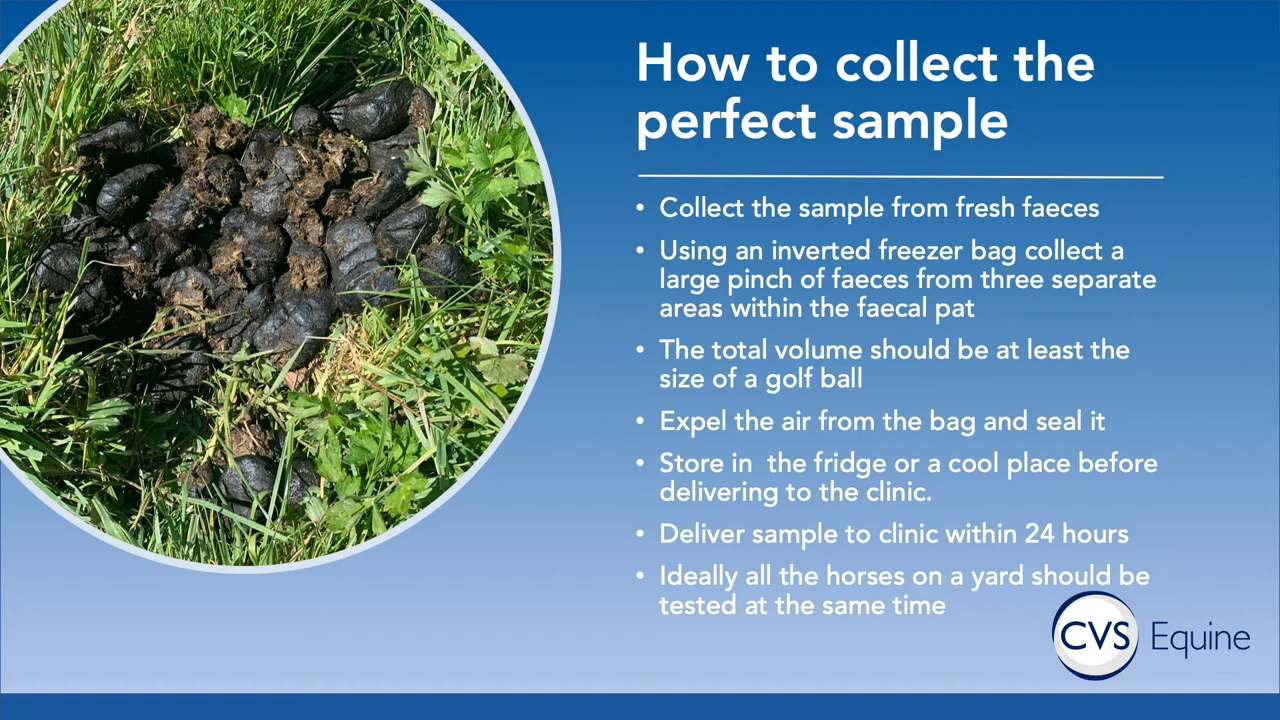 How to collect the
perfect sample
• Collect the sample from fresh faeces
• Using an inverted freezer bag collect a
large pinch of faeces from three separate
areas within the faecal pat
• The total volume should be at least the
size of a golf ball
• Expel the air from the bag and seal it
• Store in  the fridge or a cool place before
delivering to the clinic.
• Deliver sample to clinic within 24 hours
• Ideally all the horses on a yard should be
tested at the same time
CVS Equine